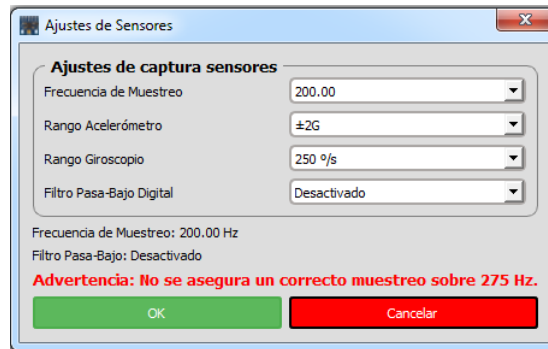 Ajustes de Sensores
Ajustes de captura sensores
Frecuencia de Muestreo 200.00
Rango Acelerómetro ±2G
Rango Giroscopio 250 º/s
Filtro Pasa-Bajo Digital Desactivado
Frecuencia de Muestreo: 200.00 Hz
Filtro Pasa-Bajo: Desactivado
Advertencia: No se asegura un correcto muestreo sobre 275 Hz.
OK Cancelar